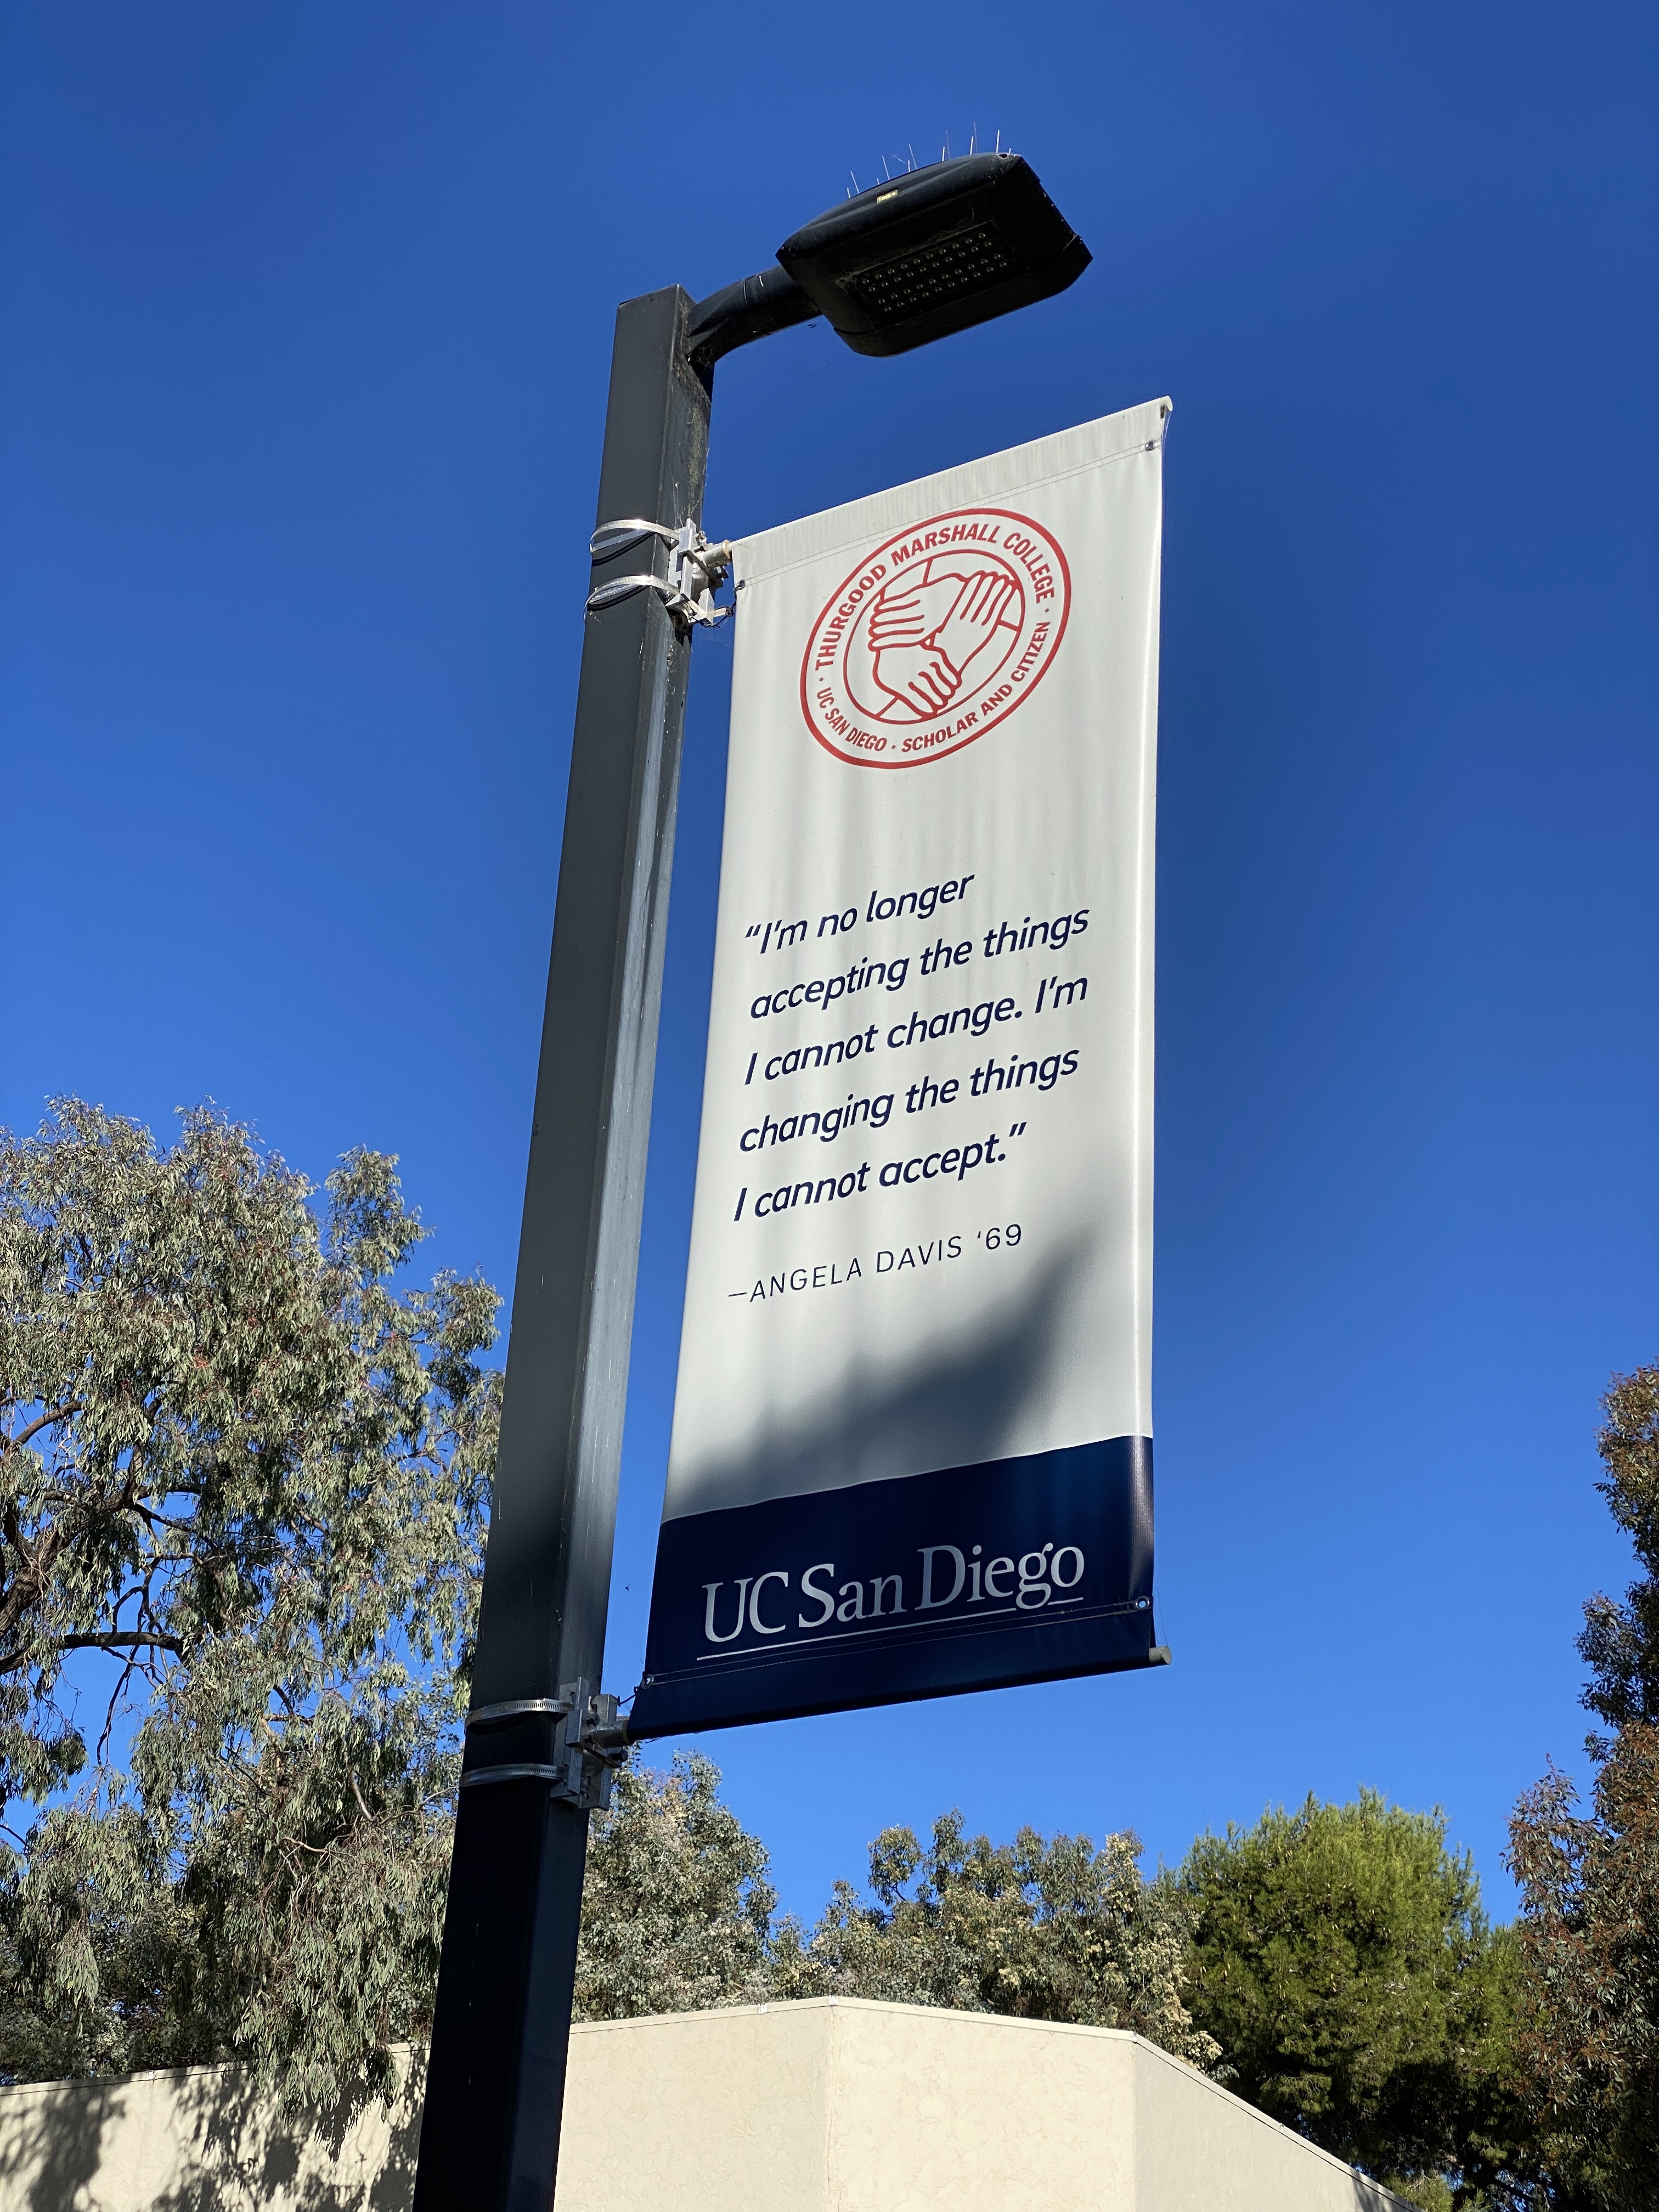 THURGOOD MARSHALL COLLEGE
UC SAN DIEGO · SCHOLAR AND CITIZEN
“I’m no longer
accepting the things
I cannot change. I’m
changing the things
I cannot accept.”
—ANGELA DAVIS ‘69
UC San Diego